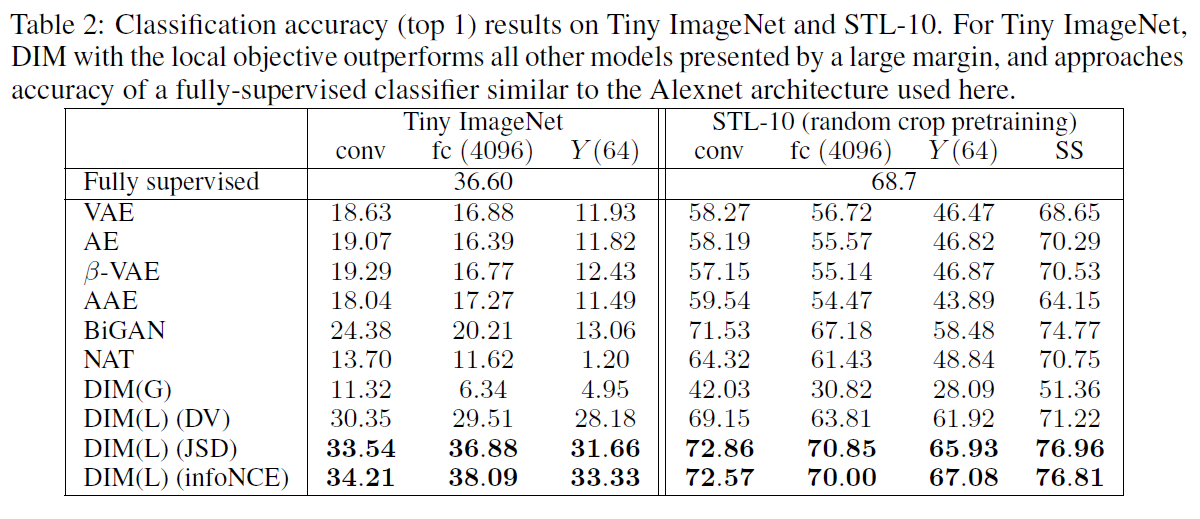 Table 2: Classification accuracy (top 1) results on Tiny ImageNet and STL-10. For Tiny ImageNet,
DIM with the local objective outperforms all other models presented by a large margin, and approaches
accuracy of a fully-supervised classifier similar to the Alexnet architecture used here.
Tiny ImageNet STL-10 (random crop pretraining)
conv fc (4096) Y(64) conv fc (4096) Y(64) SS
Fully supervised 36.60 68.7
VAE 18.63 16.88 11.93 58.27 56.72 46.47 68.65
AE 19.07 16.39 11.82 58.19 55.57 46.82 70.29
β-VAE 19.29 16.77 12.43 57.15 55.14 46.87 70.53
AAE 18.04 17.27 11.49 59.54 54.47 43.89 64.15
BiGAN 24.38 20.21 13.06 71.53 67.18 58.48 74.77
NAT 13.70 11.62 1.20 64.32 61.43 48.84 70.75
DIM(G) 11.32 6.34 4.95 42.03 30.82 28.09 51.36
DIM(L) (DV) 30.35 29.51 28.18 69.15 63.81 61.92 71.22
DIM(L) (JSD) 33.54 36.88 31.66 72.86 70.85 65.93 76.96
DIM(L) (infoNCE) 34.21 38.09 33.33 72.57 70.00 67.08 76.81